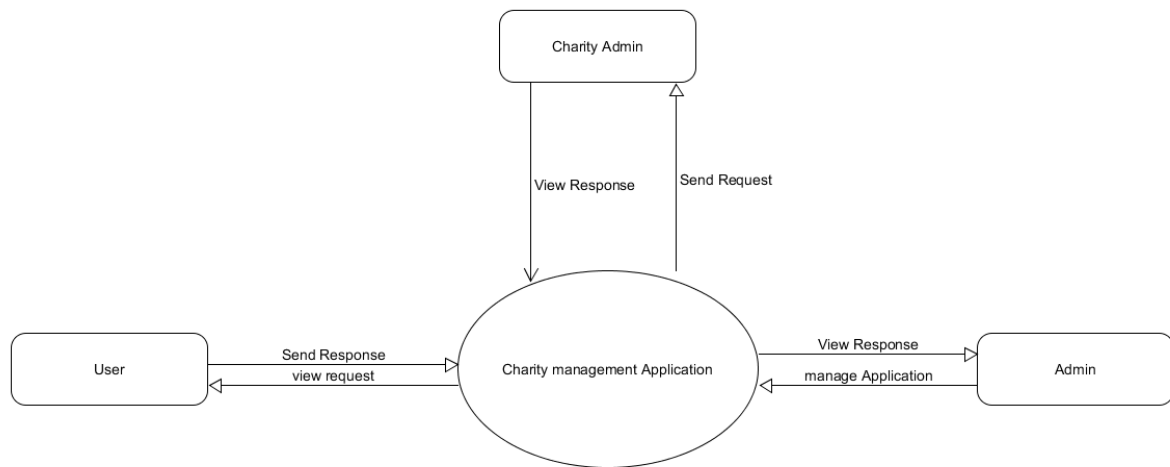 Charity Admin
View Response
Send Request
User
Send Response
view request
Charity management Application
View Response
manage Application
Admin